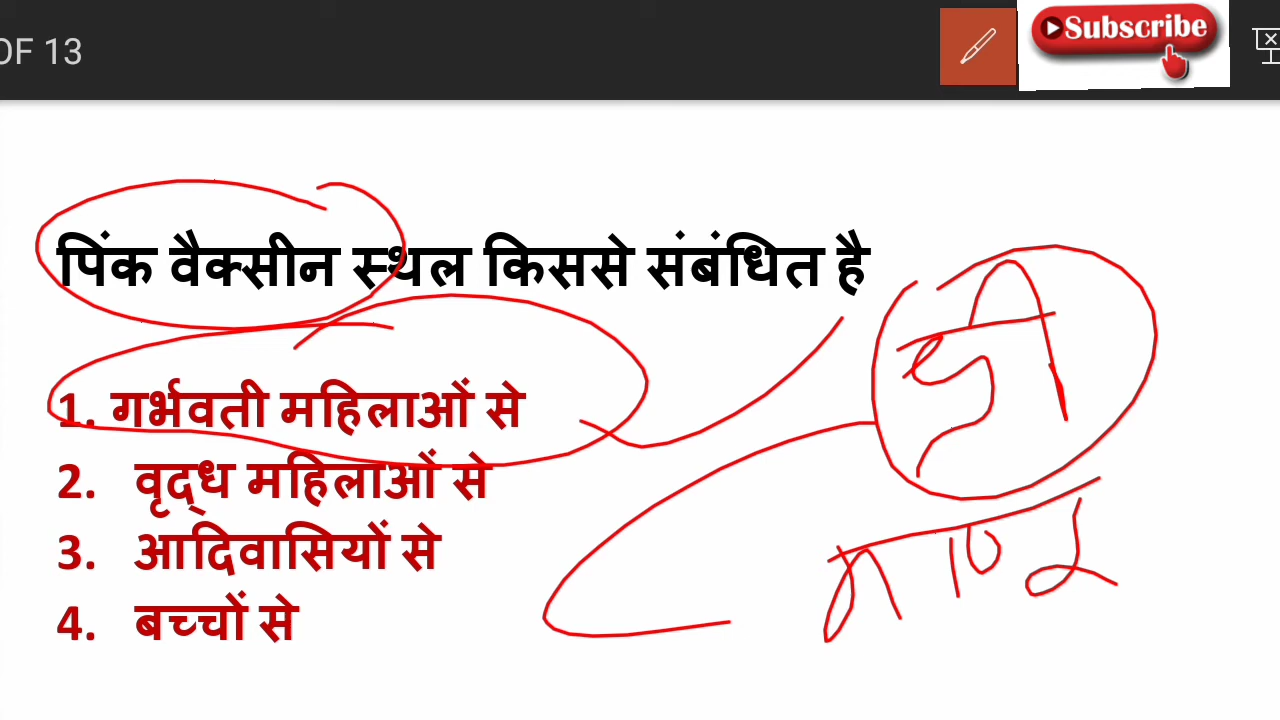 OF 13
Subscribe
पिंक वैक्सीन स्थल किससे संबंधित है
1. गर्भवती महिलाओं से
2. वृद्ध महिलाओं से
3. आदिवासियों से
4. बच्चों से